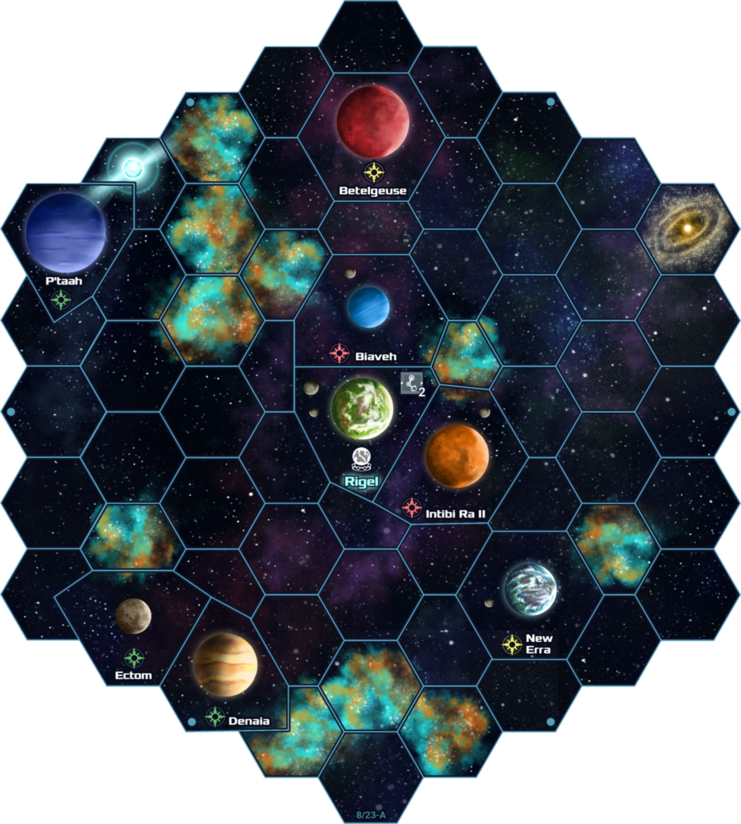 Betelgeuse
P'taah
Biaveh
2
Rigel
Intibi Ra II
New
Erra
Ectom
Denaia
8/23-A